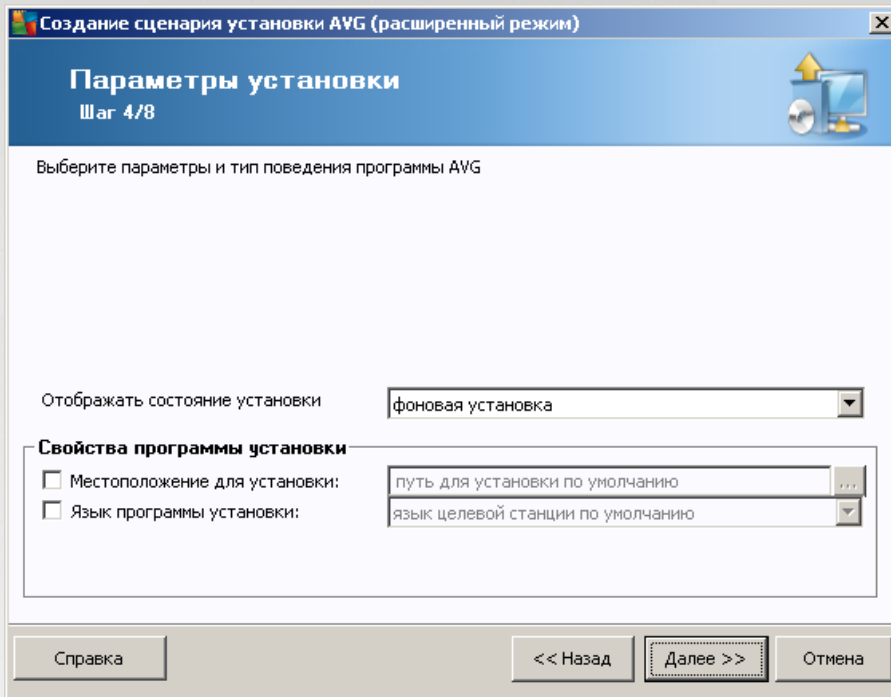 Создание сценария установки AVG (расширенный режим)
Параметры установки
Шаг 4/8
Выберите параметры и тип поведения программы AVG
Отображать состояние установки
фоновая установка
Свойства программы установки
Местоположение для установки:
путь для установки по умолчанию
...
Язык программы установки:
язык целевой станции по умолчанию
Справка
<< Назад
Далее >>
Отмена